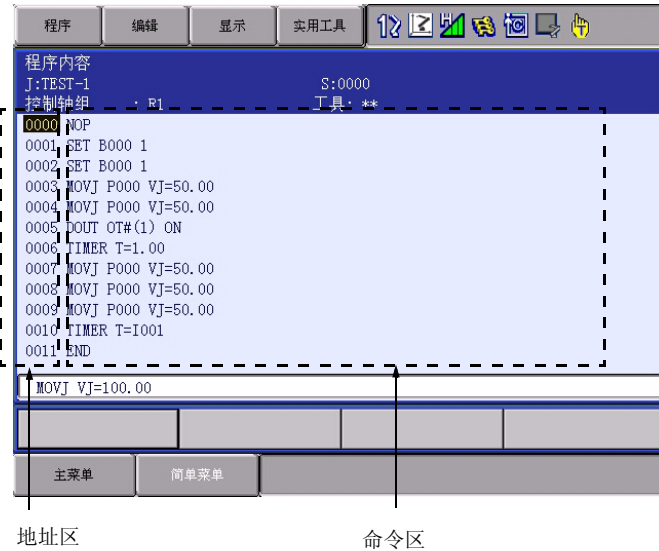 程序 编辑 显示 实用工具
程序内容
J:TEST-1 S:0000
控制轴组 : R1 工具: **
0000 NOP
0001 SET B000 1
0002 SET B000 1
0003 MOVJ P000 VJ=50.00
0004 MOVJ P000 VJ=50.00
0005 DOUT OT#(1) ON
0006 TIMER T=1.00
0007 MOVJ P000 VJ=50.00
0008 MOVJ P000 VJ=50.00
0009 MOVJ P000 VJ=50.00
0010 TIMER T=I001
0011 END
MOVJ VJ=100.00
主菜单 简单菜单
地址区 命令区